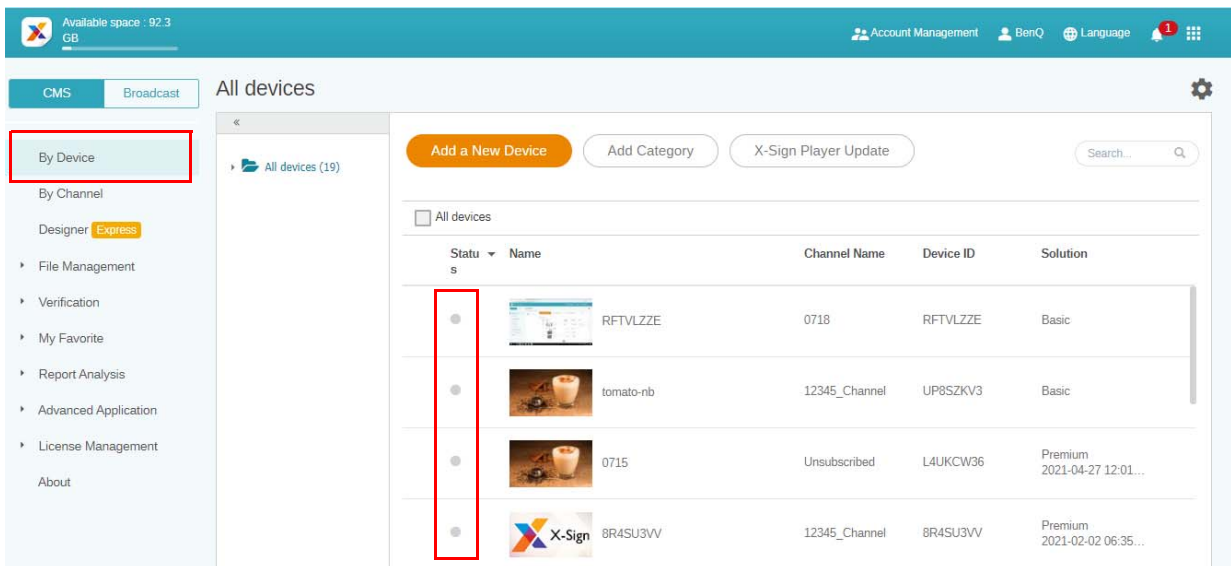 Available space : 92.3
GB
Account Management
BenQ
Language
1
CMS
Broadcast
All devices
«
By Device
By Channel
Designer Express
File Management
Verification
My Favorite
Report Analysis
Advanced Application
License Management
About
All devices (19)
Add a New Device
Add Category
X-Sign Player Update
Search...
All devices
Statu
s
Name
Channel Name
Device ID
Solution
RFTVLZZE
0718
RFTVLZZE
Basic
tomato-nb
12345_Channel
UP8SZKV3
Basic
0715
Unsubscribed
L4UKCW36
Premium
2021-04-27 12:01...
X-Sign
8R4SU3VV
12345_Channel
8R4SU3VV
Premium
2021-02-02 06:35...